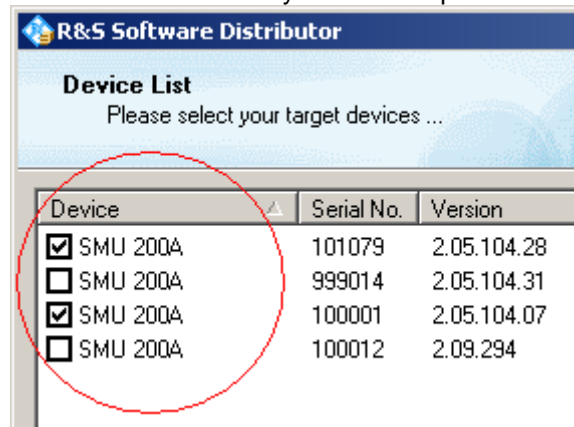 R&S Software Distributor
Device List
Please select your target devices ...
Device Serial No. Version
SMU 200A 101079 2.05.104.28
SMU 200A 999014 2.05.104.31
SMU 200A 100001 2.05.104.07
SMU 200A 100012 2.09.294